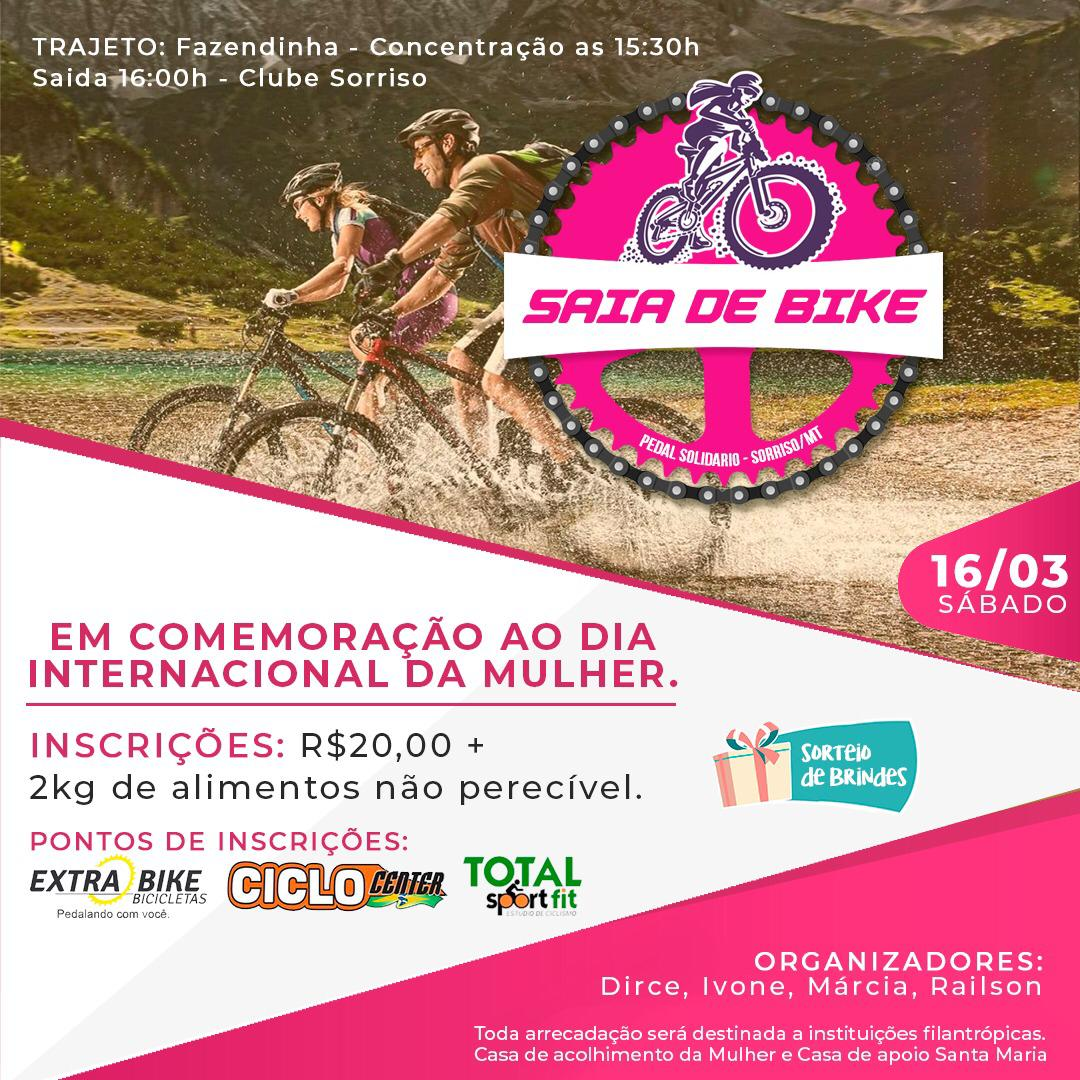 TRAJETO: Fazendinha - Concentração as 15:30h
Saida 16:00h - Clube Sorriso
SAIA DE BIKE
PEDAL SOLIDARIO - SORRISO/MT
16/03
SÁBADO
EM COMEMORAÇÃO AO DIA
INTERNACIONAL DA MULHER.
INSCRIÇÕES: R$20,00 +
2kg de alimentos não perecível.
SORTEIO
de BRINDES
PONTOS DE INSCRIÇÕES:
EXTRA BIKE
BICICLETAS
Pedalando com você.
CICLO CENTER
TOTAL
sport fit
ESTUDIO DE CICLISMO
ORGANIZADORES:
Dirce, Ivone, Márcia, Railson
Toda arrecadação será destinada a instituições filantrópicas.
Casa de acolhimento da Mulher e Casa de apoio Santa Maria